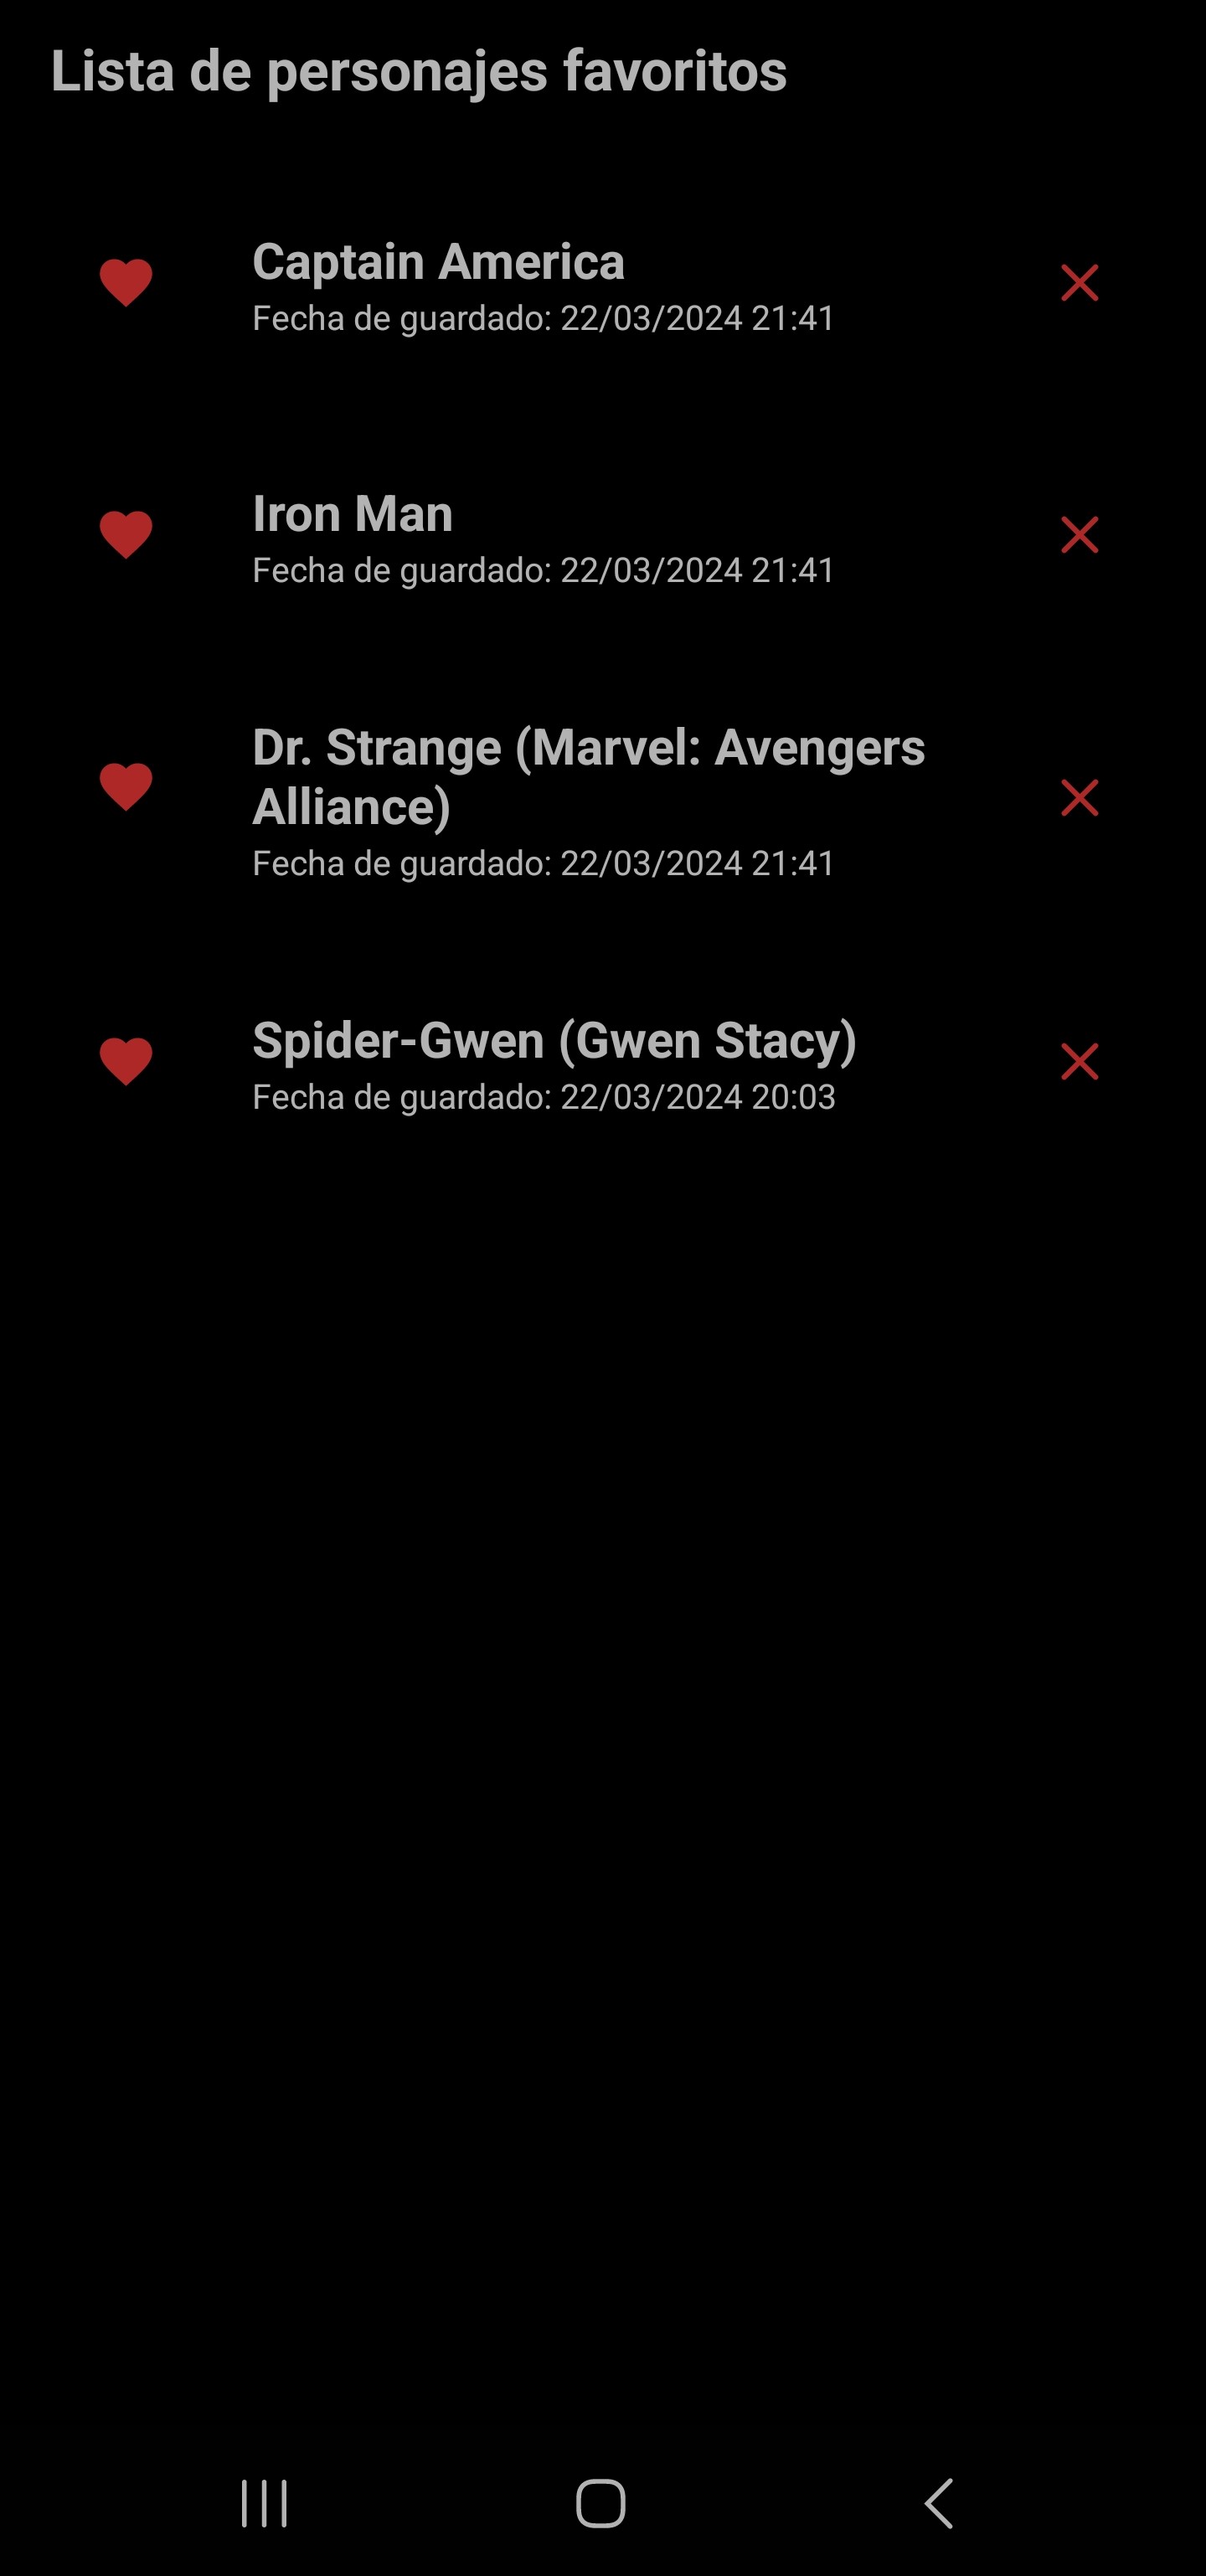 Lista de personajes favoritos
Captain America
Fecha de guardado: 22/03/2024 21:41
Iron Man
Fecha de guardado: 22/03/2024 21:41
Dr. Strange (Marvel: Avengers
Alliance)
Fecha de guardado: 22/03/2024 21:41
Spider-Gwen (Gwen Stacy)
Fecha de guardado: 22/03/2024 20:03